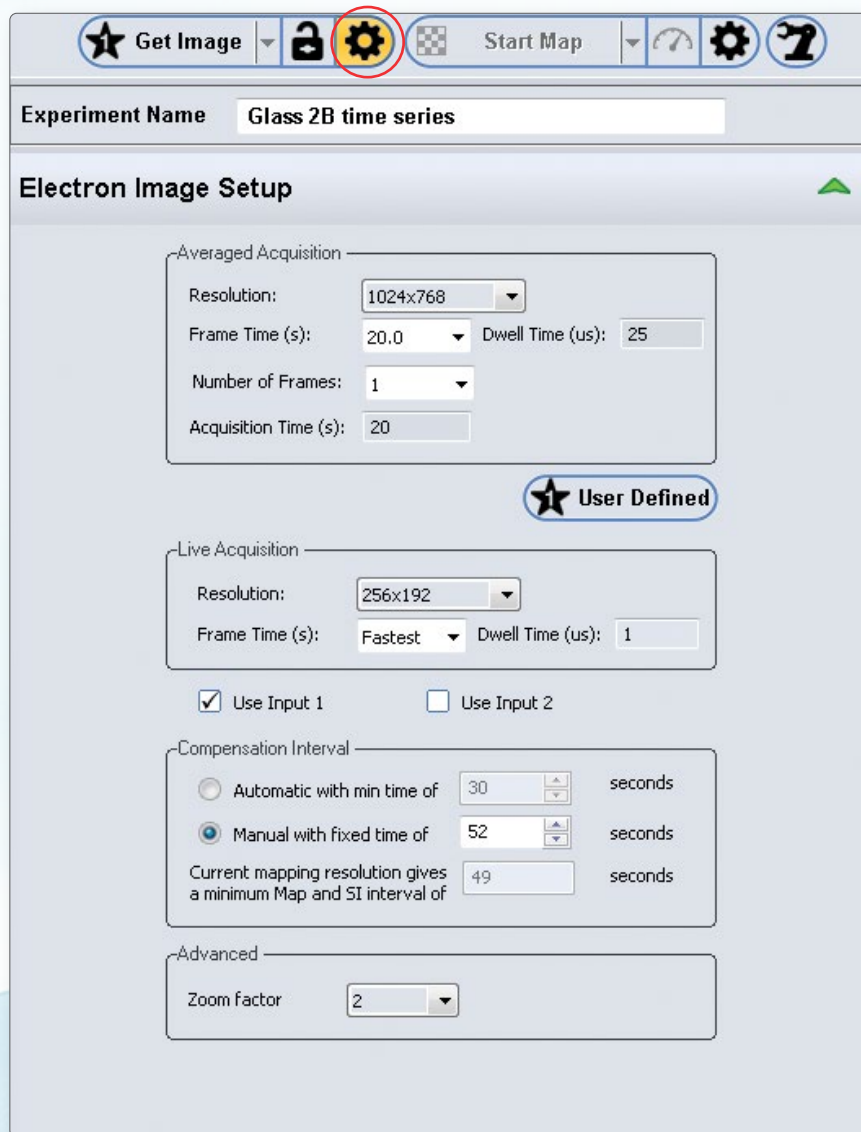 Get Image Start Map
Experiment Name Glass 2B time series
Electron Image Setup
Averaged Acquisition
Resolution: 1024x768
Frame Time (s): 20.0 Dwell Time (us): 25
Number of Frames: 1
Acquisition Time (s): 20
1 User Defined
Live Acquisition
Resolution: 256x192
Frame Time (s): Fastest Dwell Time (us): 1
Use Input 1 Use Input 2
Compensation Interval
Automatic with min time of 30 seconds
Manual with fixed time of 52 seconds
Current mapping resolution gives
a minimum Map and SI interval of 49 seconds
Advanced
Zoom factor 2